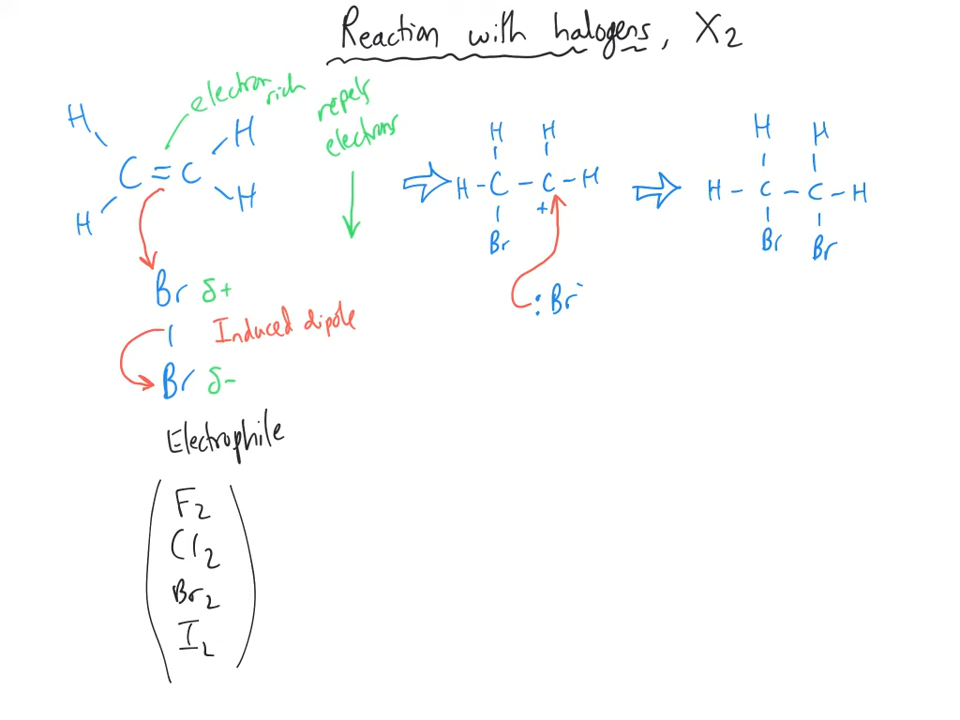 Reaction with halogens, X2
electron rich
repels
electrons
H H
C = C
H H
Br δ+
Induced dipole
Br δ-
Electrophile
F2
Cl2
Br2
I2
H H
H - C - C - H
+
Br
:Br-
H H
H - C - C - H
Br Br